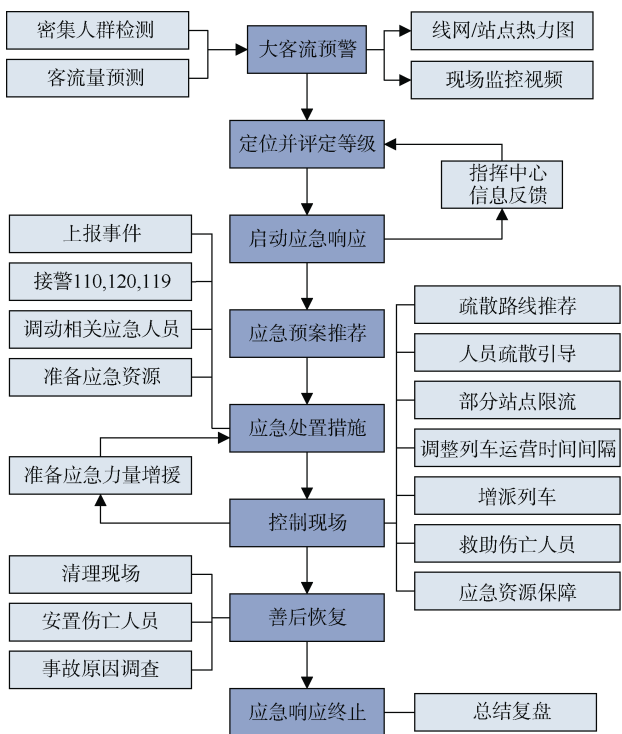 密集人群检测
客流量预测
大客流预警
线网/站点热力图
现场监控视频
定位并评定等级
指挥中心
信息反馈
启动应急响应
上报事件
接警110,120,119
调动相关应急人员
准备应急资源
应急预案推荐
应急处置措施
准备应急力量增援
控制现场
疏散路线推荐
人员疏散引导
部分站点限流
调整列车运营时间间隔
增派列车
救助伤亡人员
应急资源保障
清理现场
安置伤亡人员
事故原因调查
善后恢复
应急响应终止
总结复盘